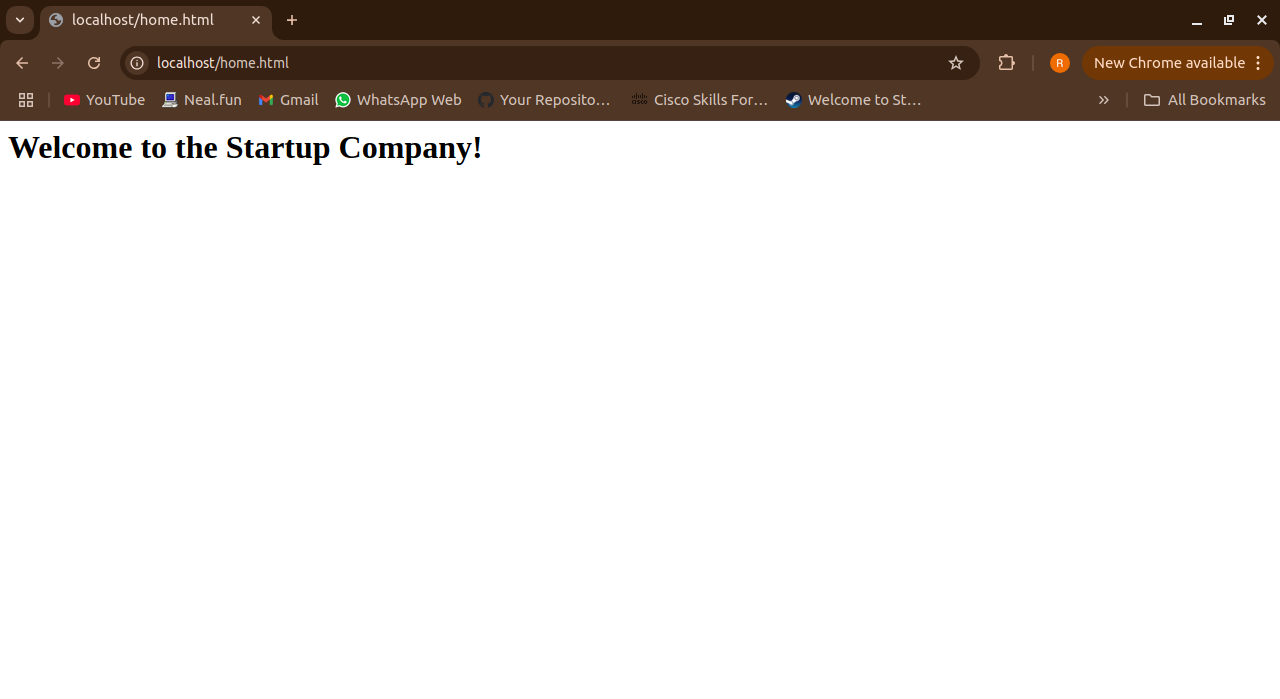 localhost/home.html
localhost/home.html
R
New Chrome available
YouTube
Neal.fun
Gmail
WhatsApp Web
Your Reposito…
cisco
Cisco Skills For…
Welcome to St…
All Bookmarks
Welcome to the Startup Company!